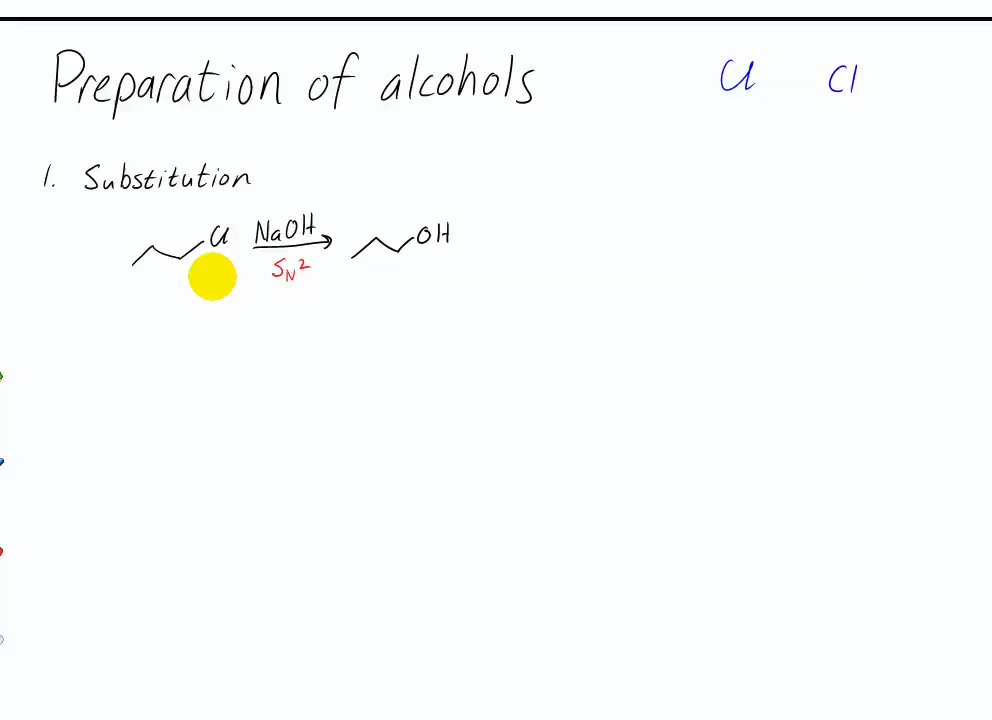 Preparation of alcohols
Cl Cl
1. Substitution
Cl NaOH OH
SN2